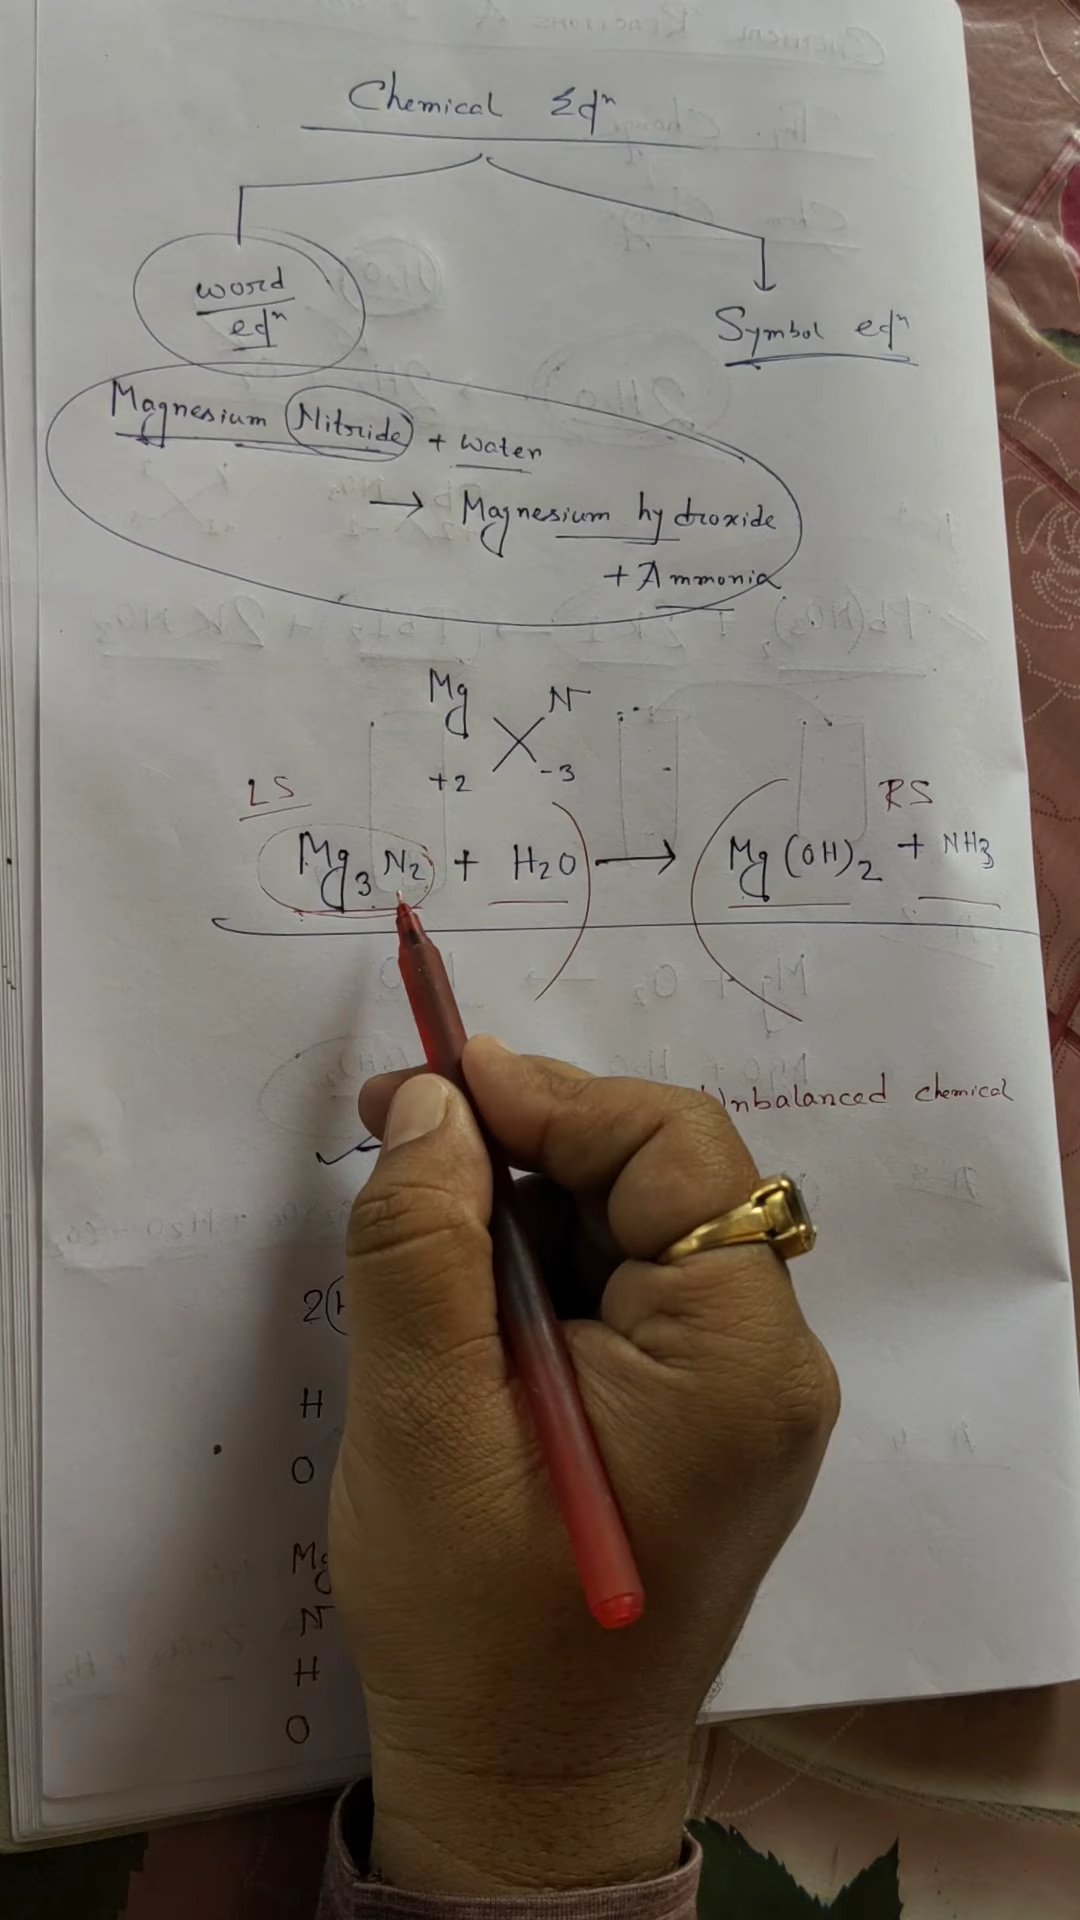 Chemical Eqⁿ
word
eqⁿ
Symbol eqⁿ
Magnesium Nitride + water
→ Magnesium hydroxide
+ Ammonia
Mg N
+2 -3
LS RS
Mg₃N₂ + H₂O → Mg(OH)₂ + NH₃
Unbalanced chemical
2(
H
O
Mg
N
H
O